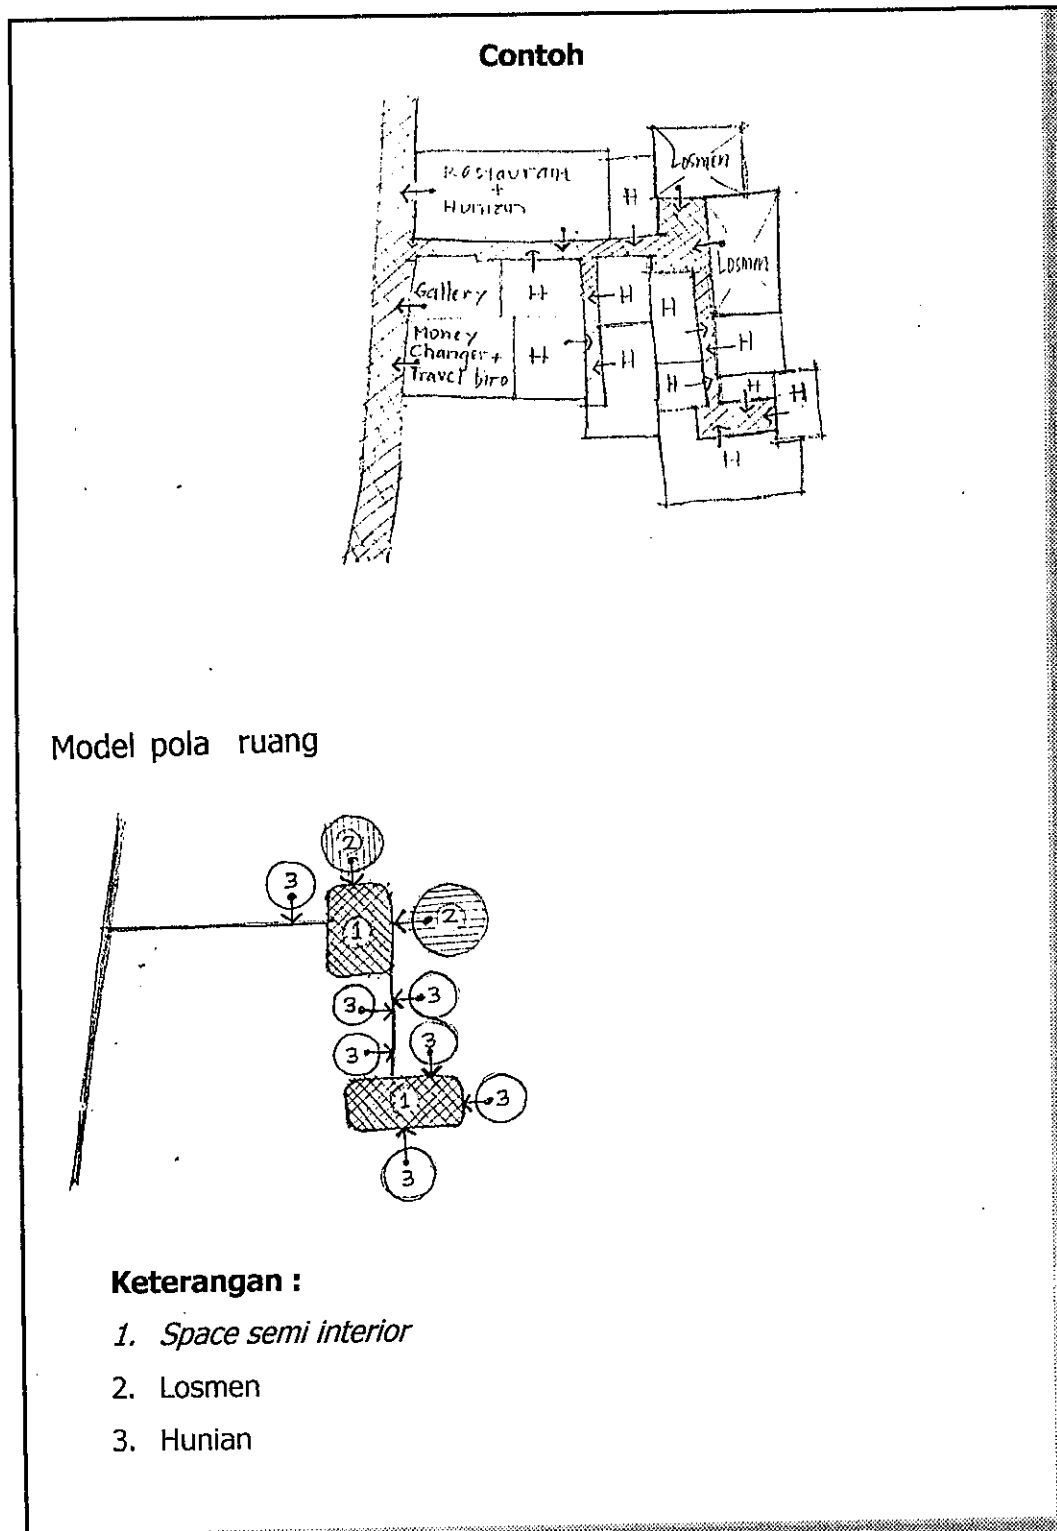 Contoh
Restaurant
+
Hunian
H
Losmen
Losmen
Gallery
H
H
H
Money
Changer +
Travel biro
H
H
H
H
H
H
H
Model pola ruang
2
3
1
2
3
3
3
3
1
3
3
Keterangan :
1. Space semi interior
2. Losmen
3. Hunian